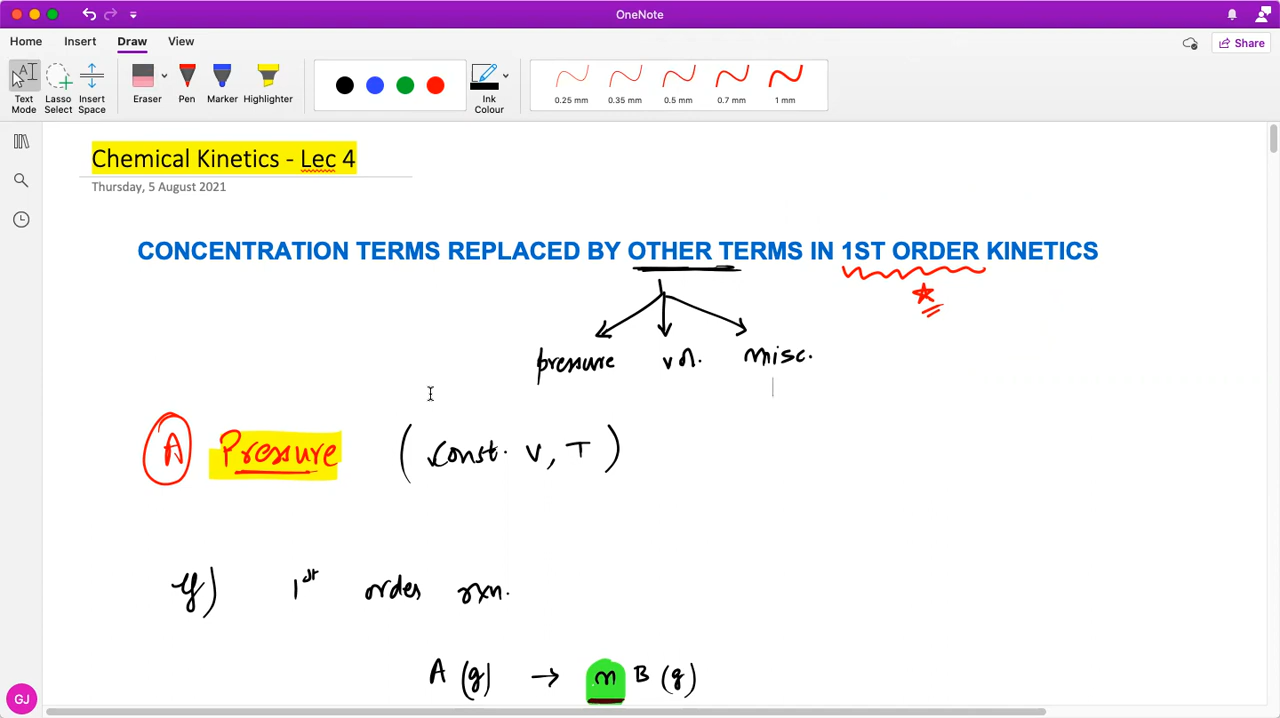 OneNote
Home Insert Draw View
Share
Text Mode
Lasso Select
Insert Space
Eraser
Pen
Marker
Highlighter
Ink Colour
0.25 mm 0.35 mm 0.5 mm 0.7 mm 1 mm
Chemical Kinetics - Lec 4
Thursday, 5 August 2021
CONCENTRATION TERMS REPLACED BY OTHER TERMS IN 1ST ORDER KINETICS
pressure vol. misc.
A Pressure (const. V, T)
eg) 1st order rxn.
A (g) → n B (g)
GJ